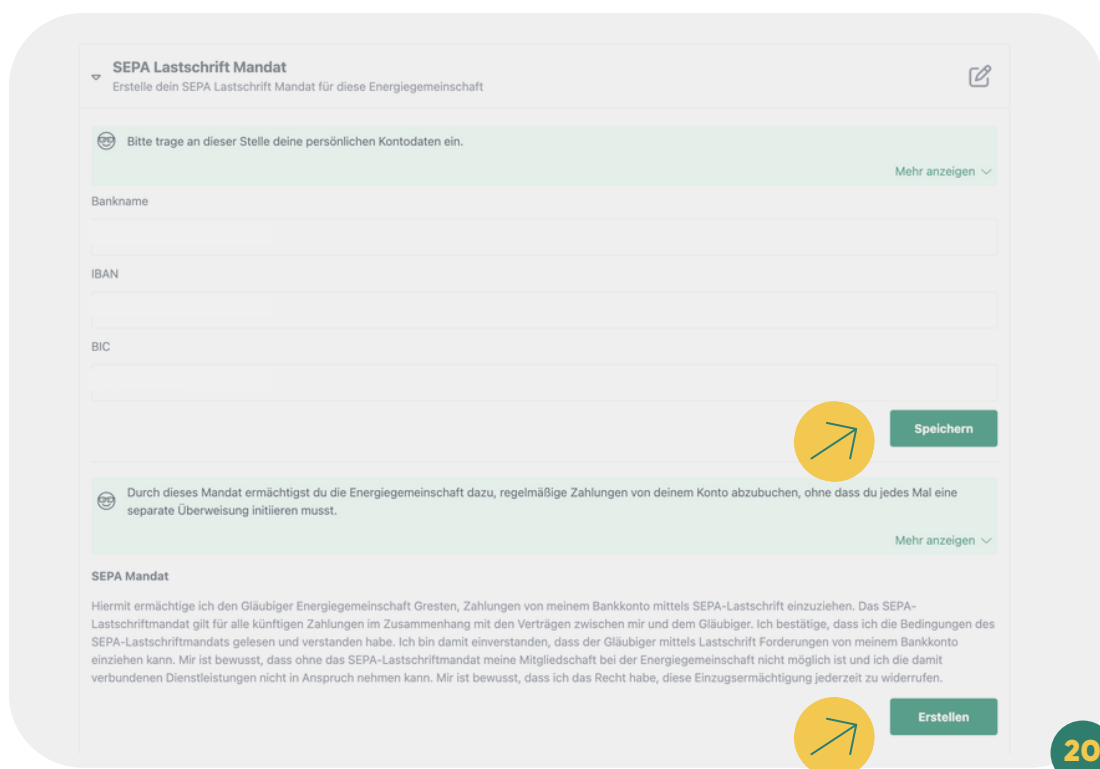 SEPA Lastschrift Mandat
Erstelle dein SEPA Lastschrift Mandat für diese Energiegemeinschaft
Bitte trage an dieser Stelle deine persönlichen Kontodaten ein.
Mehr anzeigen
Bankname
IBAN
BIC
Speichern
Durch dieses Mandat ermächtigst du die Energiegemeinschaft dazu, regelmäßige Zahlungen von deinem Konto abzubuchen, ohne dass du jedes Mal eine
separate Überweisung initiieren musst.
Mehr anzeigen
SEPA Mandat
Hiermit ermächtige ich den Gläubiger Energiegemeinschaft Gresten, Zahlungen von meinem Bankkonto mittels SEPA-Lastschrift einzuziehen. Das SEPA-
Lastschriftmandat gilt für alle künftigen Zahlungen im Zusammenhang mit den Verträgen zwischen mir und dem Gläubiger. Ich bestätige, dass ich die Bedingungen des
SEPA-Lastschriftmandats gelesen und verstanden habe. Ich bin damit einverstanden, dass der Gläubiger mittels Lastschrift Forderungen von meinem Bankkonto
einziehen kann. Mir ist bewusst, dass ohne das SEPA-Lastschriftmandat meine Mitgliedschaft bei der Energiegemeinschaft nicht möglich ist und ich die damit
verbundenen Dienstleistungen nicht in Anspruch nehmen kann. Mir ist bewusst, dass ich das Recht habe, diese Einzugsermächtigung jederzeit zu widerrufen.
Erstellen
20